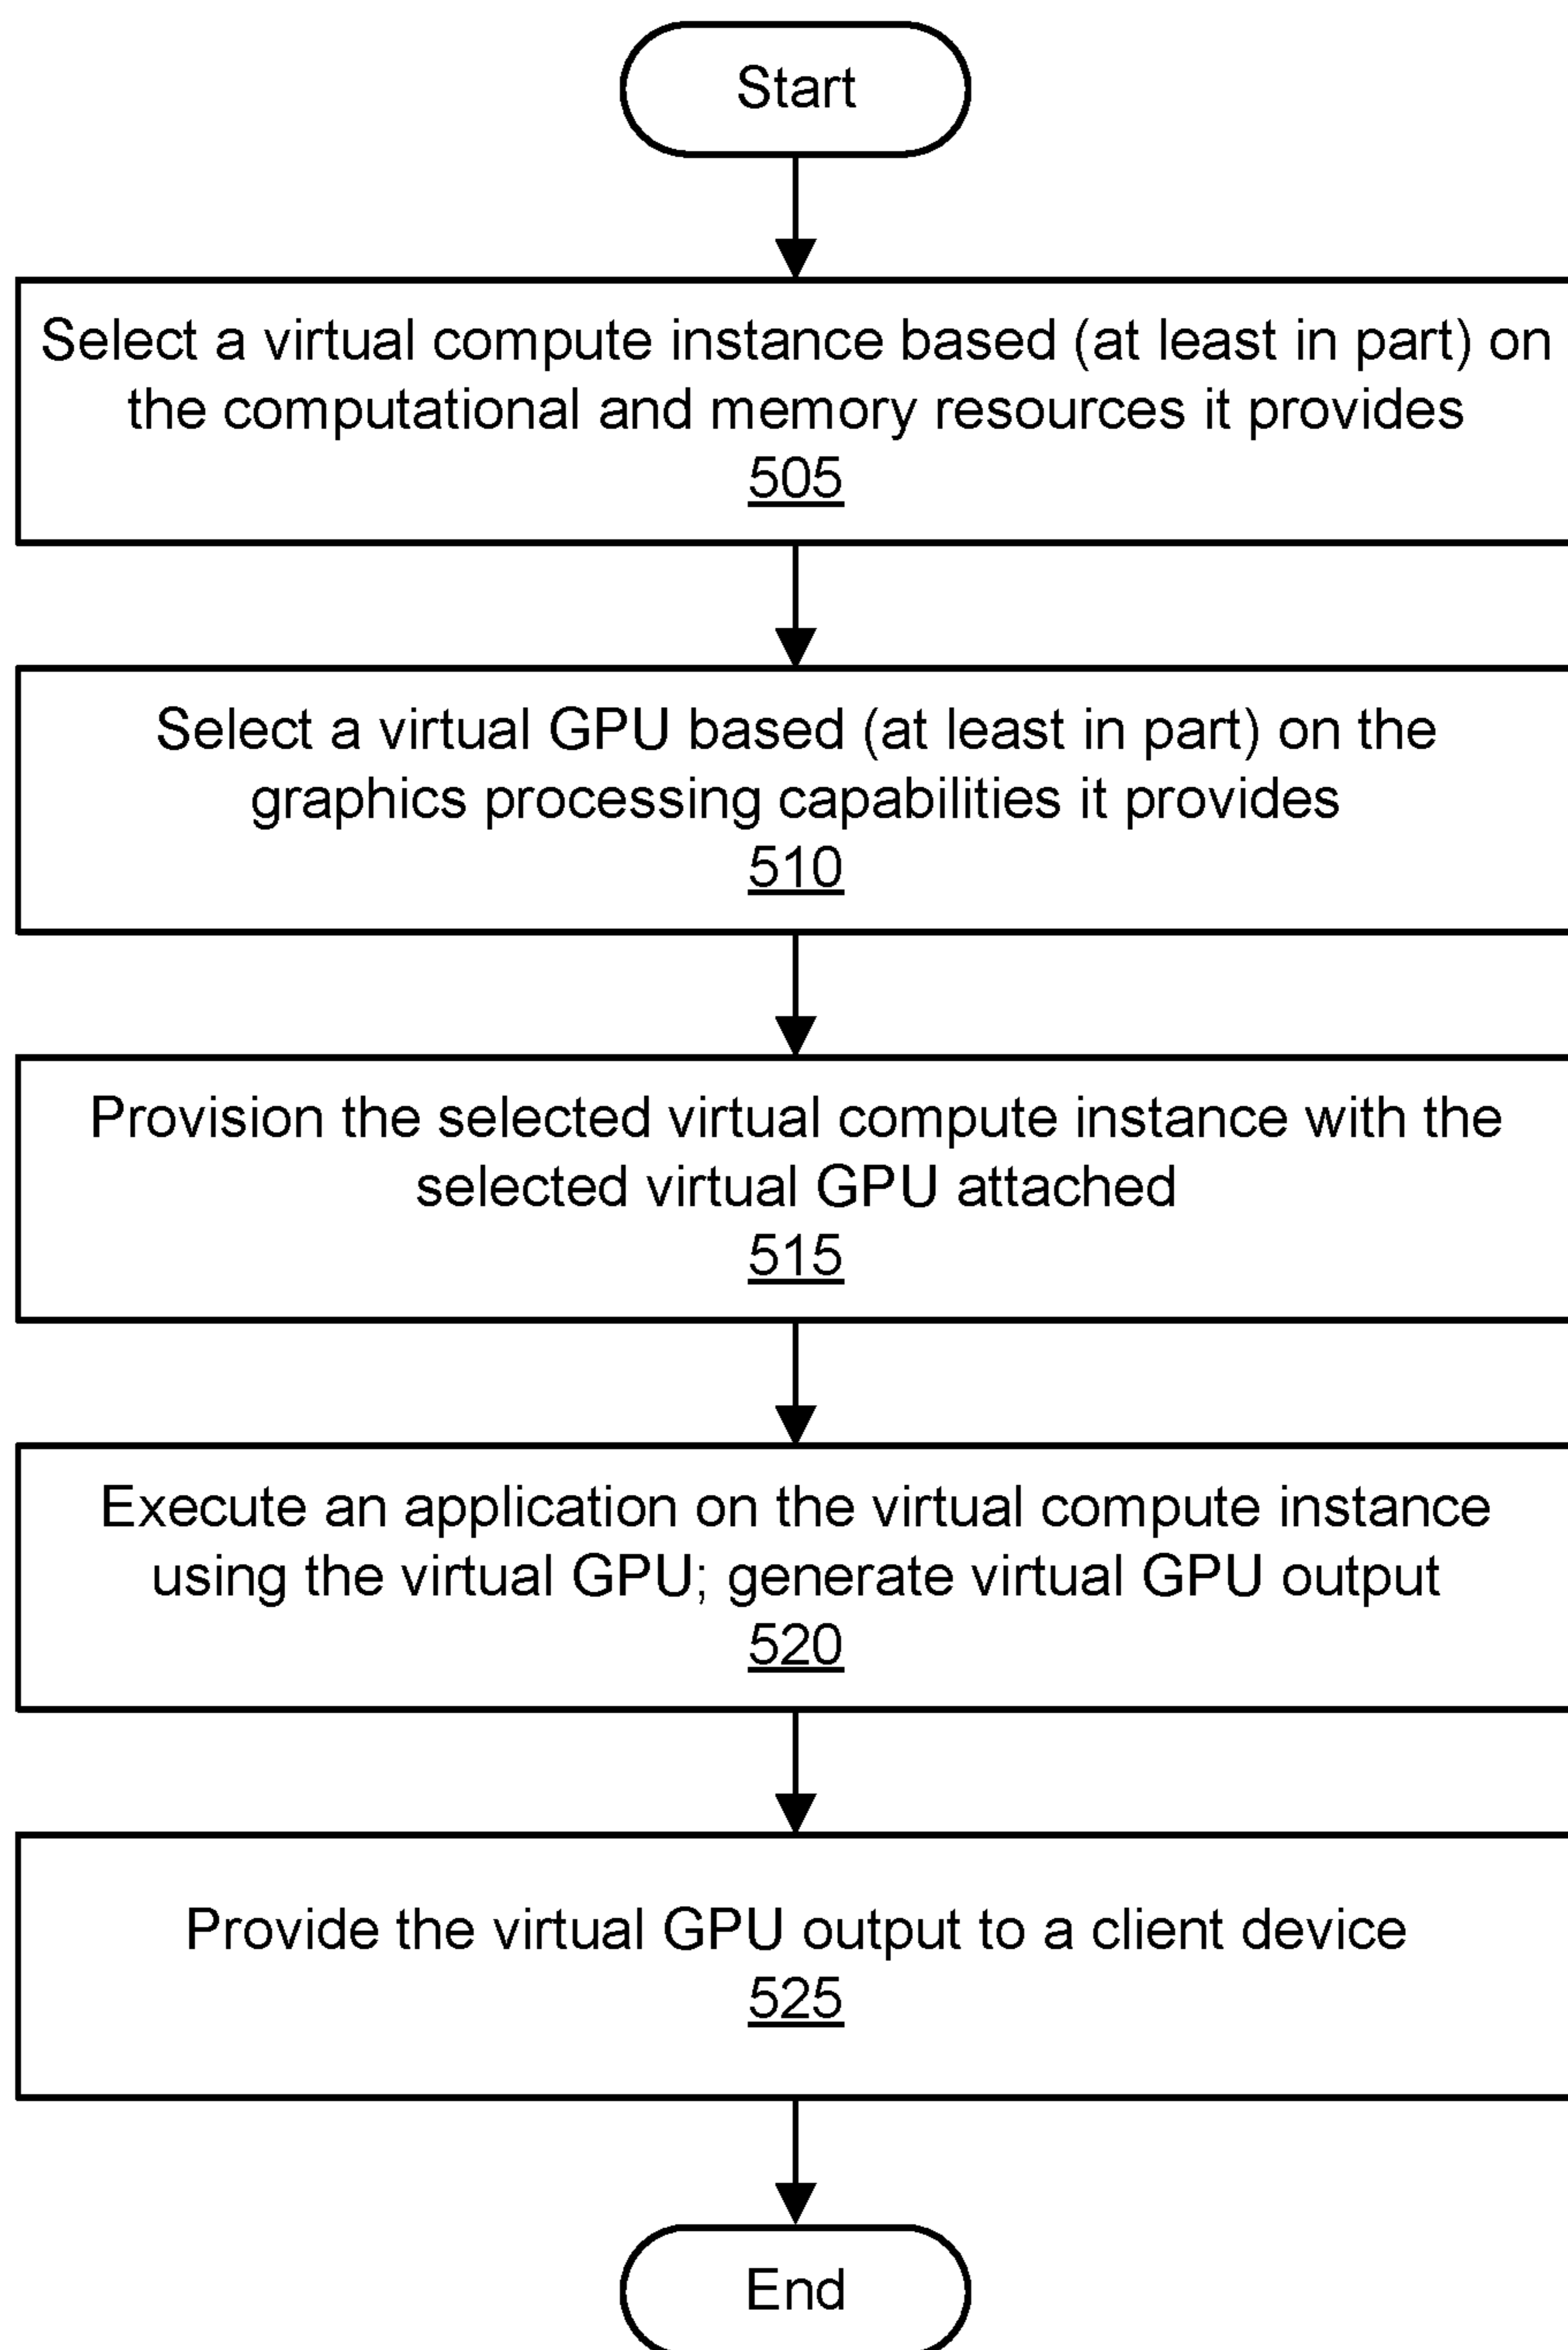 Start
Select a virtual compute instance based (at least in part) on
the computational and memory resources it provides
505
Select a virtual GPU based (at least in part) on the
graphics processing capabilities it provides
510
Provision the selected virtual compute instance with the
selected virtual GPU attached
515
Execute an application on the virtual compute instance
using the virtual GPU; generate virtual GPU output
520
Provide the virtual GPU output to a client device
525
End